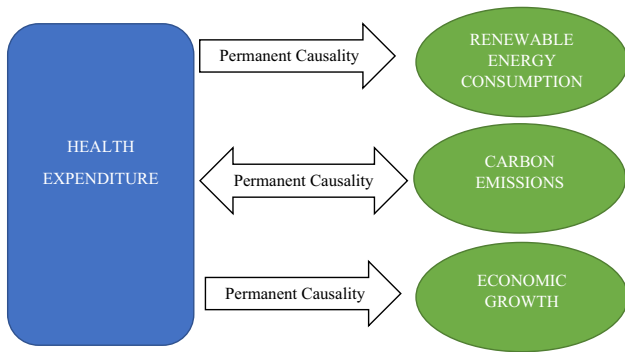 HEALTH
EXPENDITURE
Permanent Causality
RENEWABLE
ENERGY
CONSUMPTION
Permanent Causality
CARBON
EMISSIONS
Permanent Causality
ECONOMIC
GROWTH